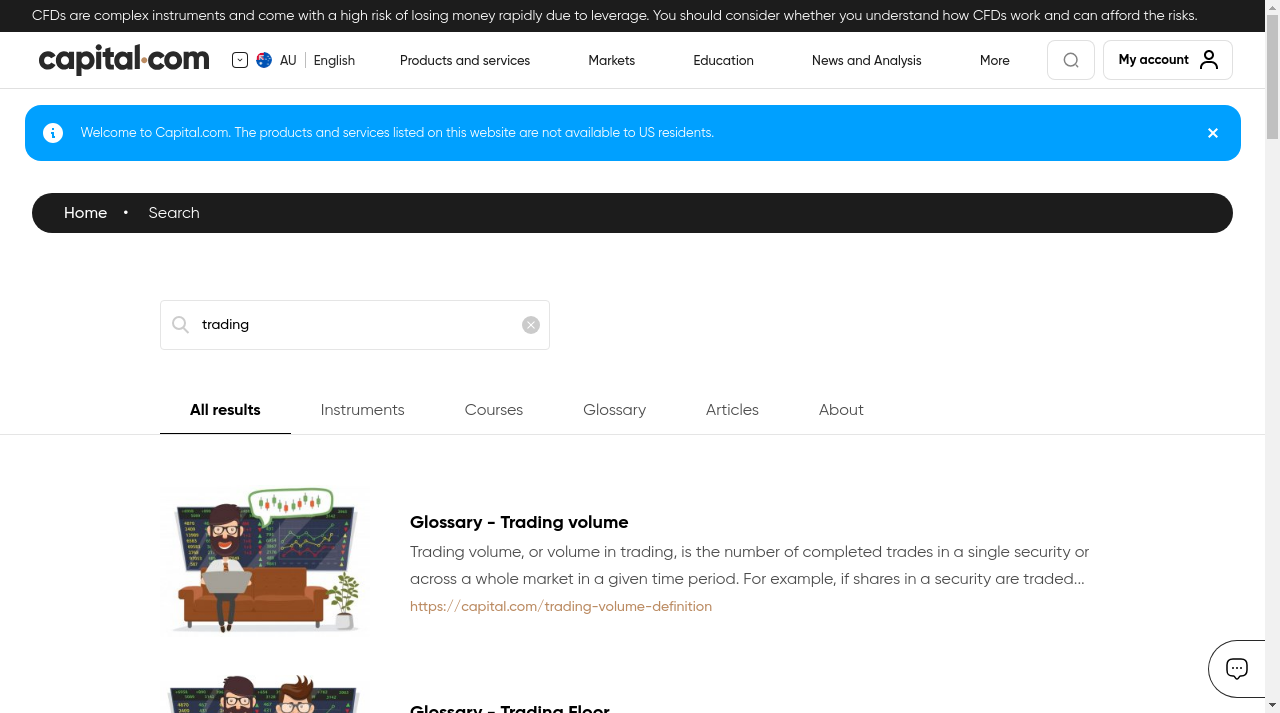 CFDs are complex instruments and come with a high risk of losing money rapidly due to leverage. You should consider whether you understand how CFDs work and can afford the risks.
capital.com AU English Products and services Markets Education News and Analysis More My account
Welcome to Capital.com. The products and services listed on this website are not available to US residents.
Home • Search
trading
All results Instruments Courses Glossary Articles About
Glossary - Trading volume
Trading volume, or volume in trading, is the number of completed trades in a single security or
across a whole market in a given time period. For example, if shares in a security are traded...
https://capital.com/trading-volume-definition
Glossary - Trading Floor